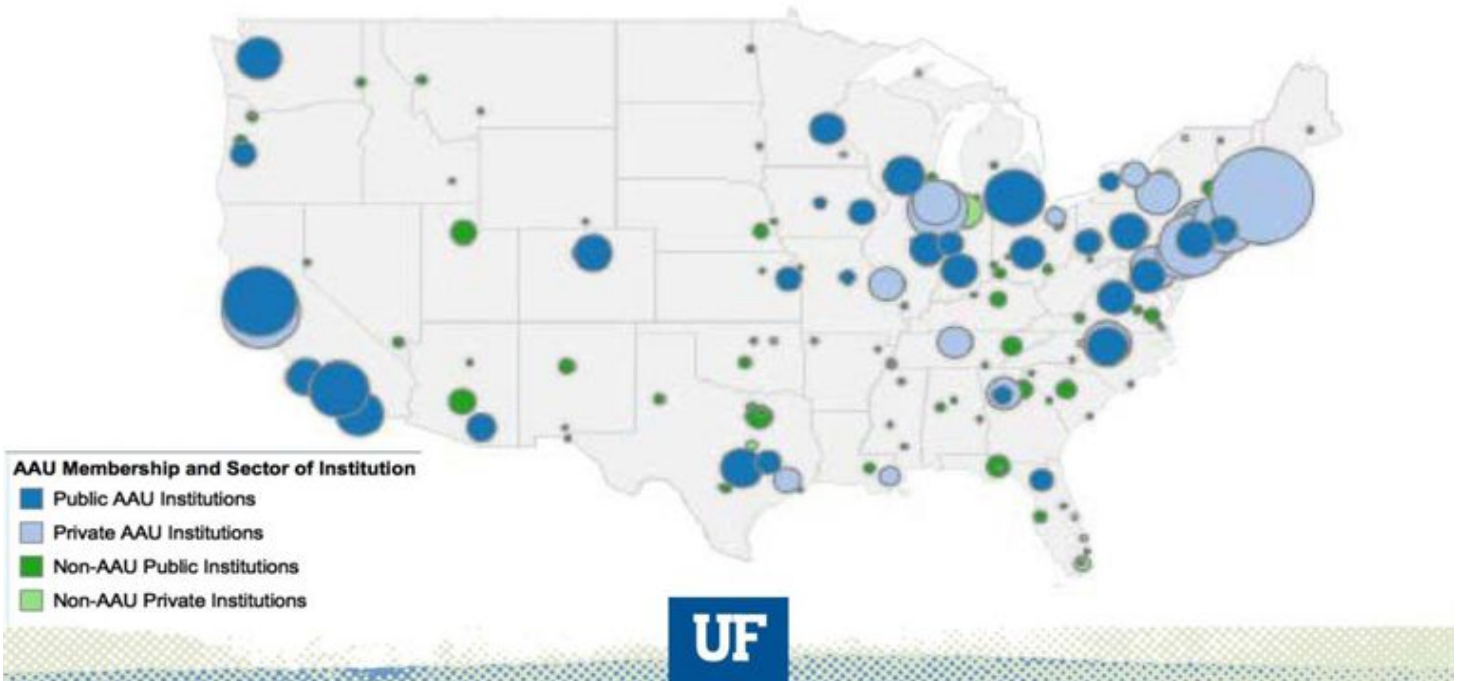 AAU Membership and Sector of Institution
Public AAU Institutions
Private AAU Institutions
Non-AAU Public Institutions
Non-AAU Private Institutions
UF